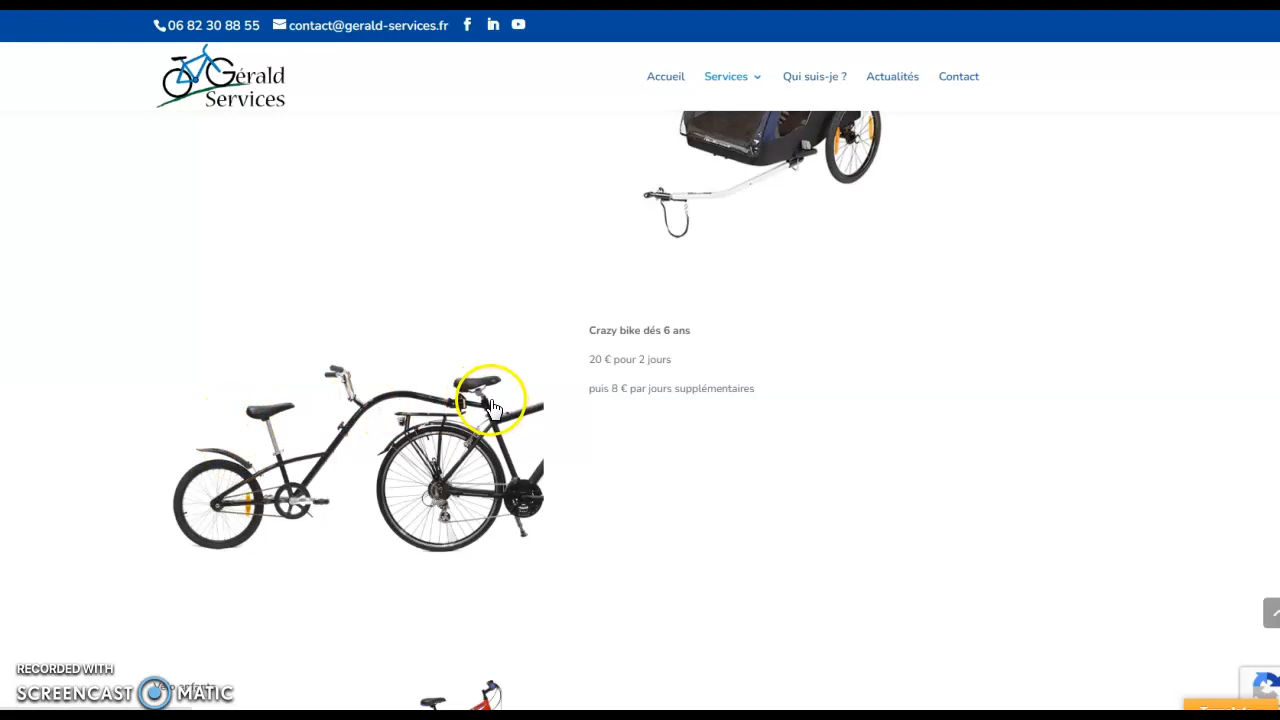 06 82 30 88 55 contact@gerald-services.fr
Gérald Services
Accueil Services Qui suis-je ? Actualités Contact
Crazy bike dés 6 ans
20 € pour 2 jours
puis 8 € par jours supplémentaires
RECORDED WITH
SCREENCAST MATIC